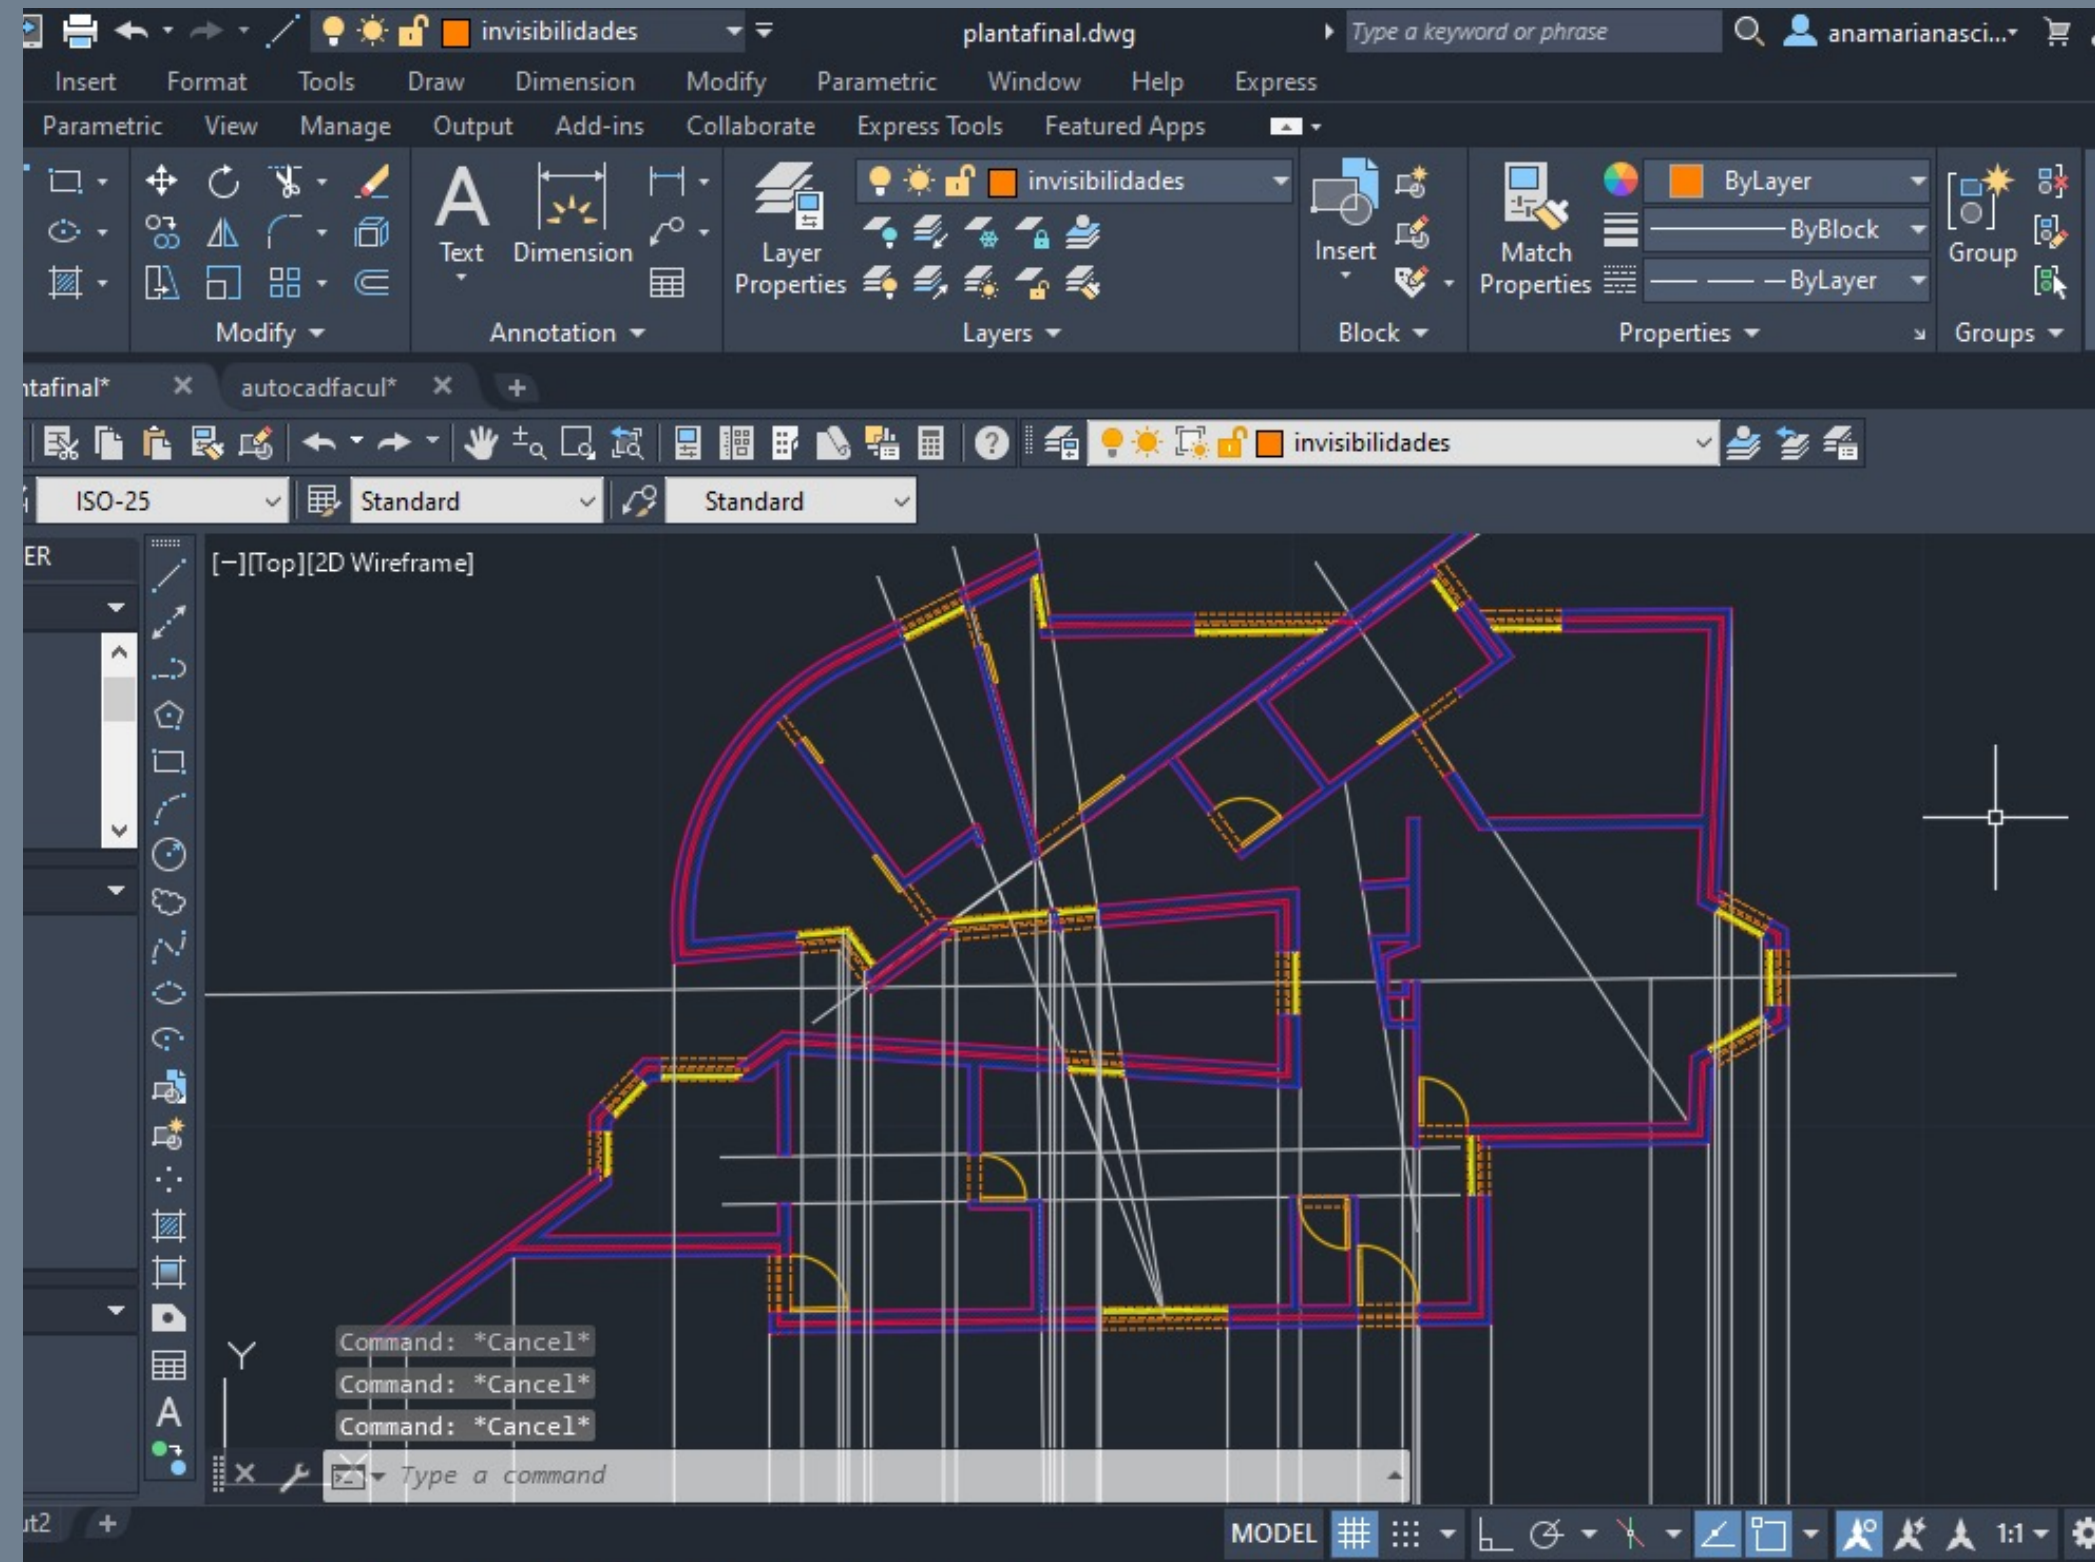 invisibilidades
plantafinal.dwg
Type a keyword or phrase
anamarianasci...
Insert Format Tools Draw Dimension Modify Parametric Window Help Express
Parametric View Manage Output Add-ins Collaborate Express Tools Featured Apps
invisibilidades
ByLayer
ByBlock
ByLayer
Text
Dimension
Layer
Properties
Insert
Match
Properties
Group
Modify
Annotation
Layers
Block
Properties
Groups
ntafinal*
autocadfacul*
invisibilidades
ISO-25
Standard
Standard
ER
[−][Top][2D Wireframe]
Y
Command: *Cancel*
Command: *Cancel*
Command: *Cancel*
Type a command
ut2
MODEL
1:1